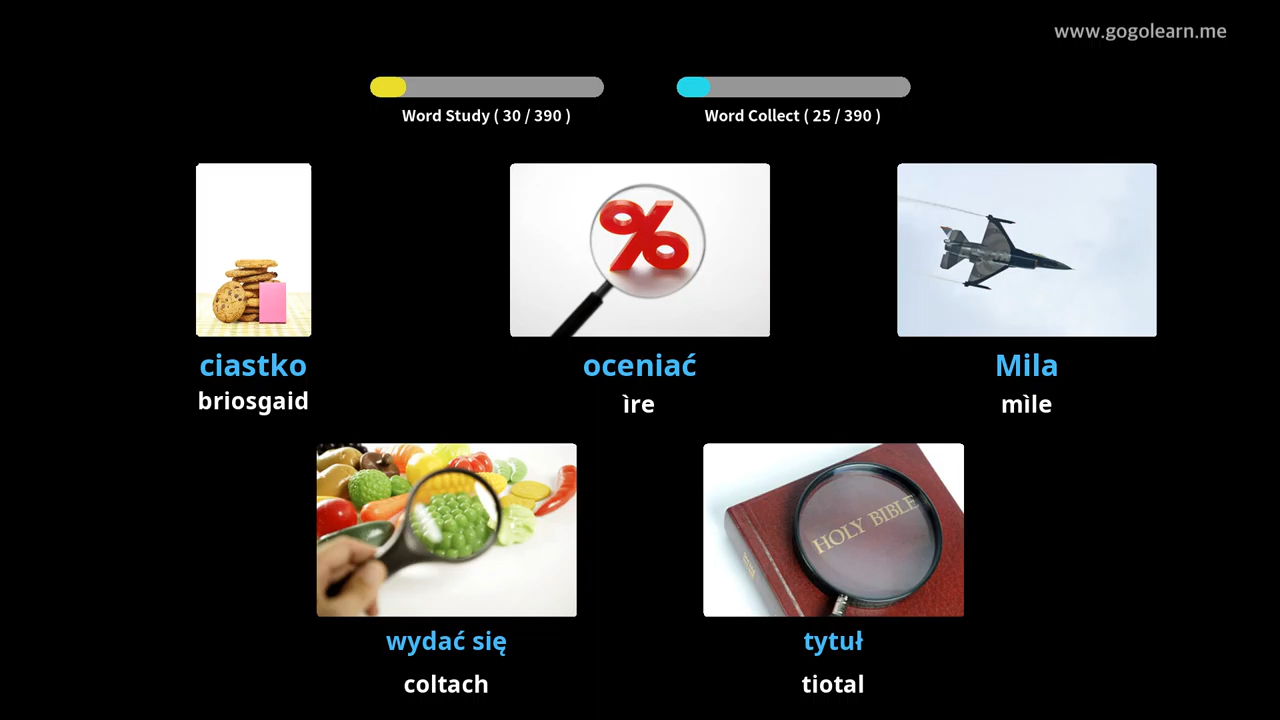 www.gogolearn.me
Word Study ( 30 / 390 )
Word Collect ( 25 / 390 )
%
ciastko
briosgaid
oceniać
ìre
Mila
mìle
HOLY BIBLE
wydać się
coltach
tytuł
tiotal